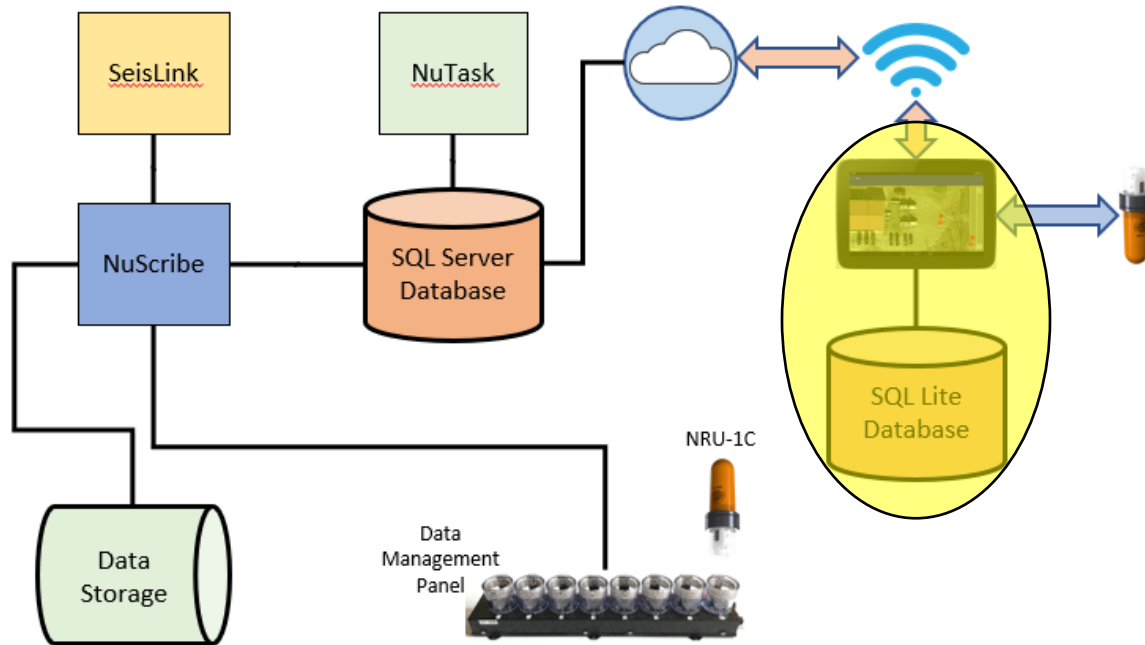 SeisLink
NuTask
NuScribe
SQL Server
Database
SQL Lite
Database
NRU-1C
Data
Management
Panel
Data
Storage